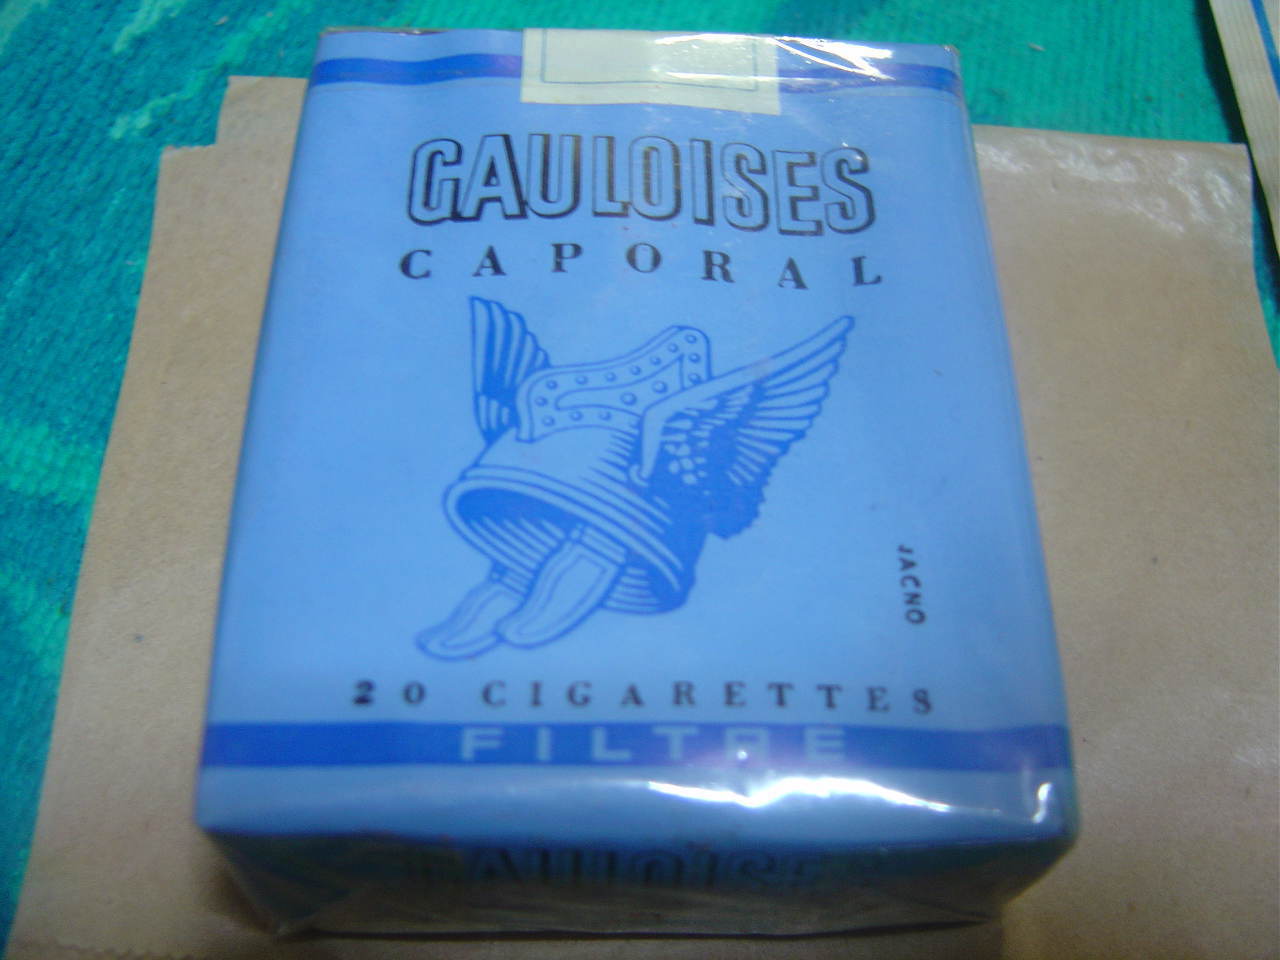 GAULOISES
CAPORAL
JACNO
20 CIGARETTES
FILTRE
GAULOISES